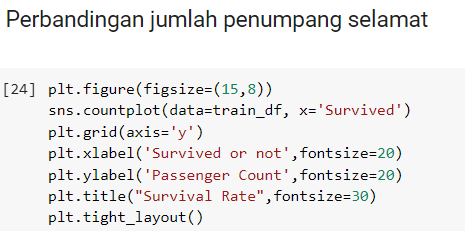 Perbandingan jumlah penumpang selamat
[24] plt.figure(figsize=(15,8))
sns.countplot(data=train_df, x='Survived')
plt.grid(axis='y')
plt.xlabel('Survived or not',fontsize=20)
plt.ylabel('Passenger Count',fontsize=20)
plt.title("Survival Rate",fontsize=30)
plt.tight_layout()